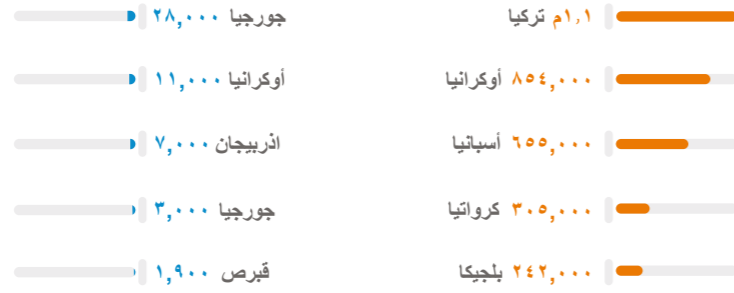 ١٫١م تركيا
٨٥٤,٠٠٠ أوكرانيا
٦٥٥,٠٠٠ أسبانيا
٣٠٥,٠٠٠ كرواتيا
٢٤٢,٠٠٠ بلجيكا
جورجيا ٢٨,٠٠٠
أوكرانيا ١١,٠٠٠
اذربيجان ٧,٠٠٠
جورجيا ٣,٠٠٠
قبرص ١,٩٠٠